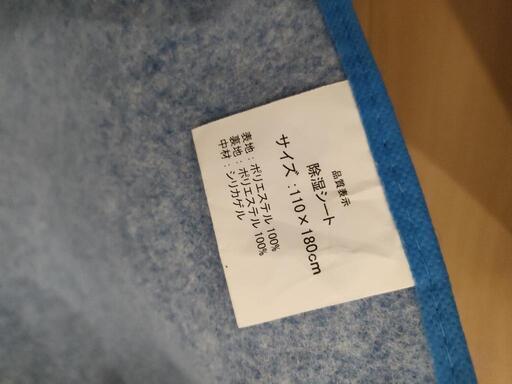 品質表示
除湿シート
サイズ:110×180cm
表地:ポリエステル100%
裏地:ポリエステル100%
中材:シリカゲル